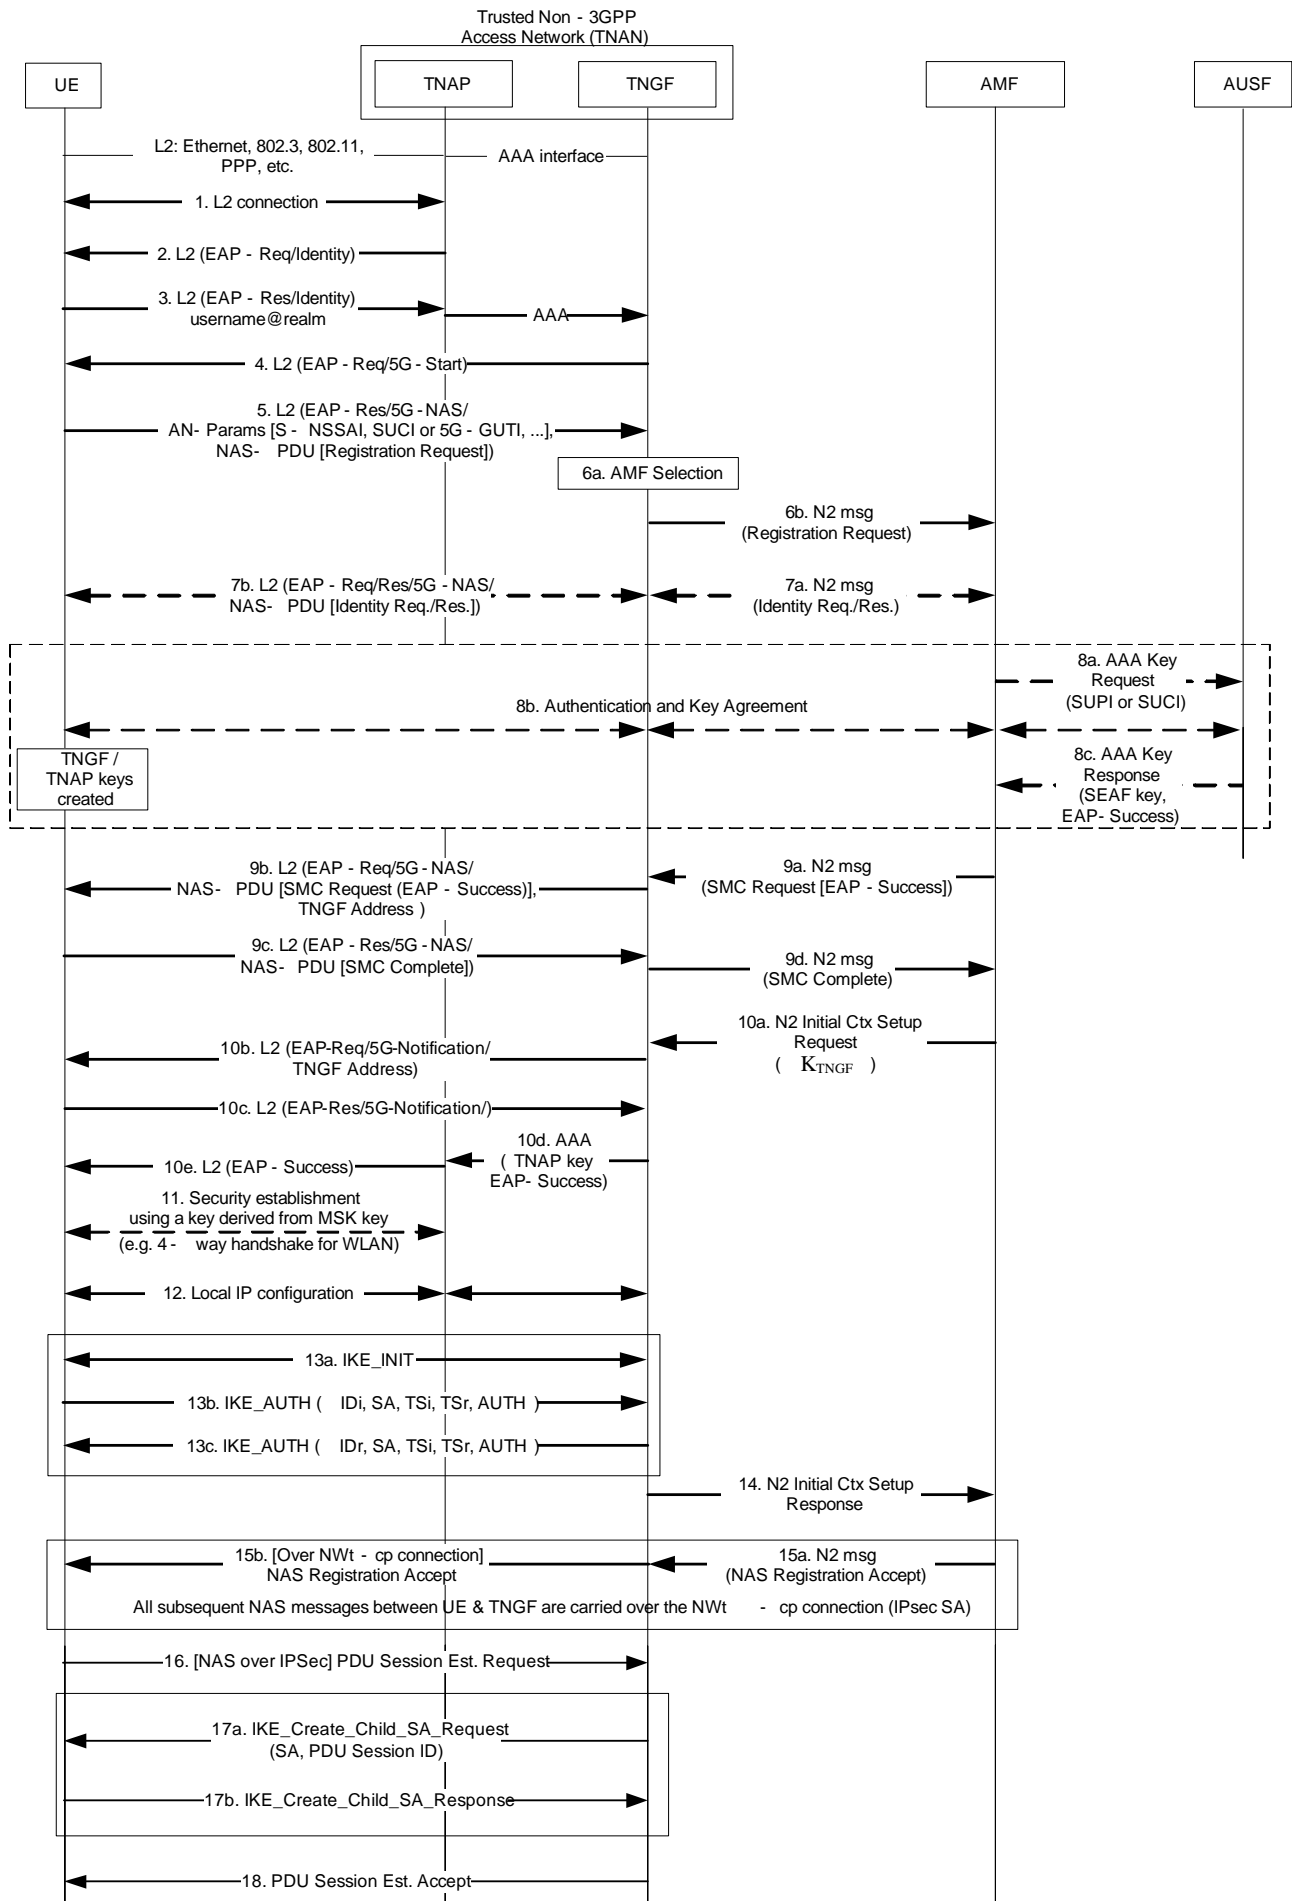 Trusted Non - 3GPP
Access Network (TNAN)
UE
TNAP
TNGF
AMF
AUSF
L2: Ethernet, 802.3, 802.11,
PPP, etc.
AAA interface
1. L2 connection
2. L2 (EAP - Req/Identity)
3. L2 (EAP - Res/Identity)
username@realm
AAA
4. L2 (EAP - Req/5G - Start)
5. L2 (EAP - Res/5G - NAS/
AN- Params [S - NSSAI, SUCI or 5G - GUTI, ...],
NAS- PDU [Registration Request])
6a. AMF Selection
6b. N2 msg
(Registration Request)
7b. L2 (EAP - Req/Res/5G - NAS/
NAS- PDU [Identity Req./Res.])
7a. N2 msg
(Identity Req./Res.)
8a. AAA Key
Request
(SUPI or SUCI)
8b. Authentication and Key Agreement
TNGF /
TNAP keys
created
8c. AAA Key
Response
(SEAF key,
EAP- Success)
9b. L2 (EAP - Req/5G - NAS/
NAS- PDU [SMC Request (EAP - Success)],
TNGF Address )
9a. N2 msg
(SMC Request [EAP - Success])
9c. L2 (EAP - Res/5G - NAS/
NAS- PDU [SMC Complete])
9d. N2 msg
(SMC Complete)
10a. N2 Initial Ctx Setup
Request
( KTNGF )
10b. L2 (EAP-Req/5G-Notification/
TNGF Address)
10c. L2 (EAP-Res/5G-Notification/)
10d. AAA
( TNAP key
EAP- Success)
10e. L2 (EAP - Success)
11. Security establishment
using a key derived from MSK key
(e.g. 4 - way handshake for WLAN)
12. Local IP configuration
13a. IKE_INIT
13b. IKE_AUTH ( IDi, SA, TSi, TSr, AUTH )
13c. IKE_AUTH ( IDr, SA, TSi, TSr, AUTH )
14. N2 Initial Ctx Setup
Response
15b. [Over NWt - cp connection]
NAS Registration Accept
15a. N2 msg
(NAS Registration Accept)
All subsequent NAS messages between UE & TNGF are carried over the NWt - cp connection (IPsec SA)
16. [NAS over IPSec] PDU Session Est. Request
17a. IKE_Create_Child_SA_Request
(SA, PDU Session ID)
17b. IKE_Create_Child_SA_Response
18. PDU Session Est. Accept